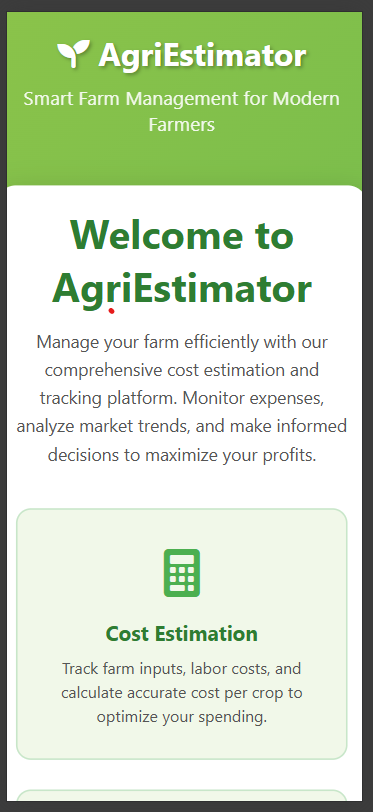 AgriEstimator
Smart Farm Management for Modern
Farmers
Welcome to
AgriEstimator
Manage your farm efficiently with our
comprehensive cost estimation and
tracking platform. Monitor expenses,
analyze market trends, and make informed
decisions to maximize your profits.
Cost Estimation
Track farm inputs, labor costs, and
calculate accurate cost per crop to
optimize your spending.